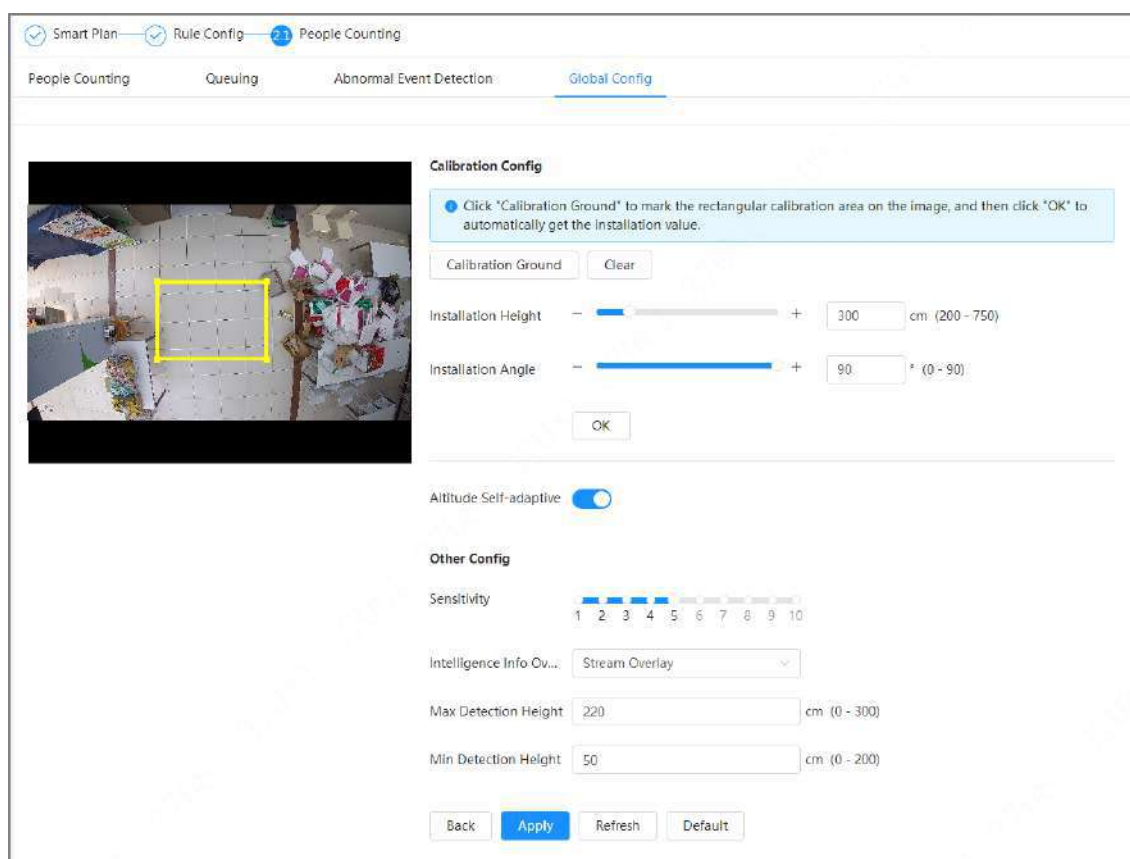 Smart Plan Rule Config 2.1 People Counting
People Counting Queuing Abnormal Event Detection Global Config
Calibration Config
Click "Calibration Ground" to mark the rectangular calibration area on the image, and then click "OK" to
automatically get the installation value.
Calibration Ground Clear
Installation Height − + 300 cm (200 - 750)
Installation Angle − + 90 ° (0 - 90)
OK
Altitude Self-adaptive
Other Config
Sensitivity
1 2 3 4 5 6 7 8 9 10
Intelligence Info Ov... Stream Overlay
Max Detection Height 220 cm (0 - 300)
Min Detection Height 50 cm (0 - 200)
Back Apply Refresh Default